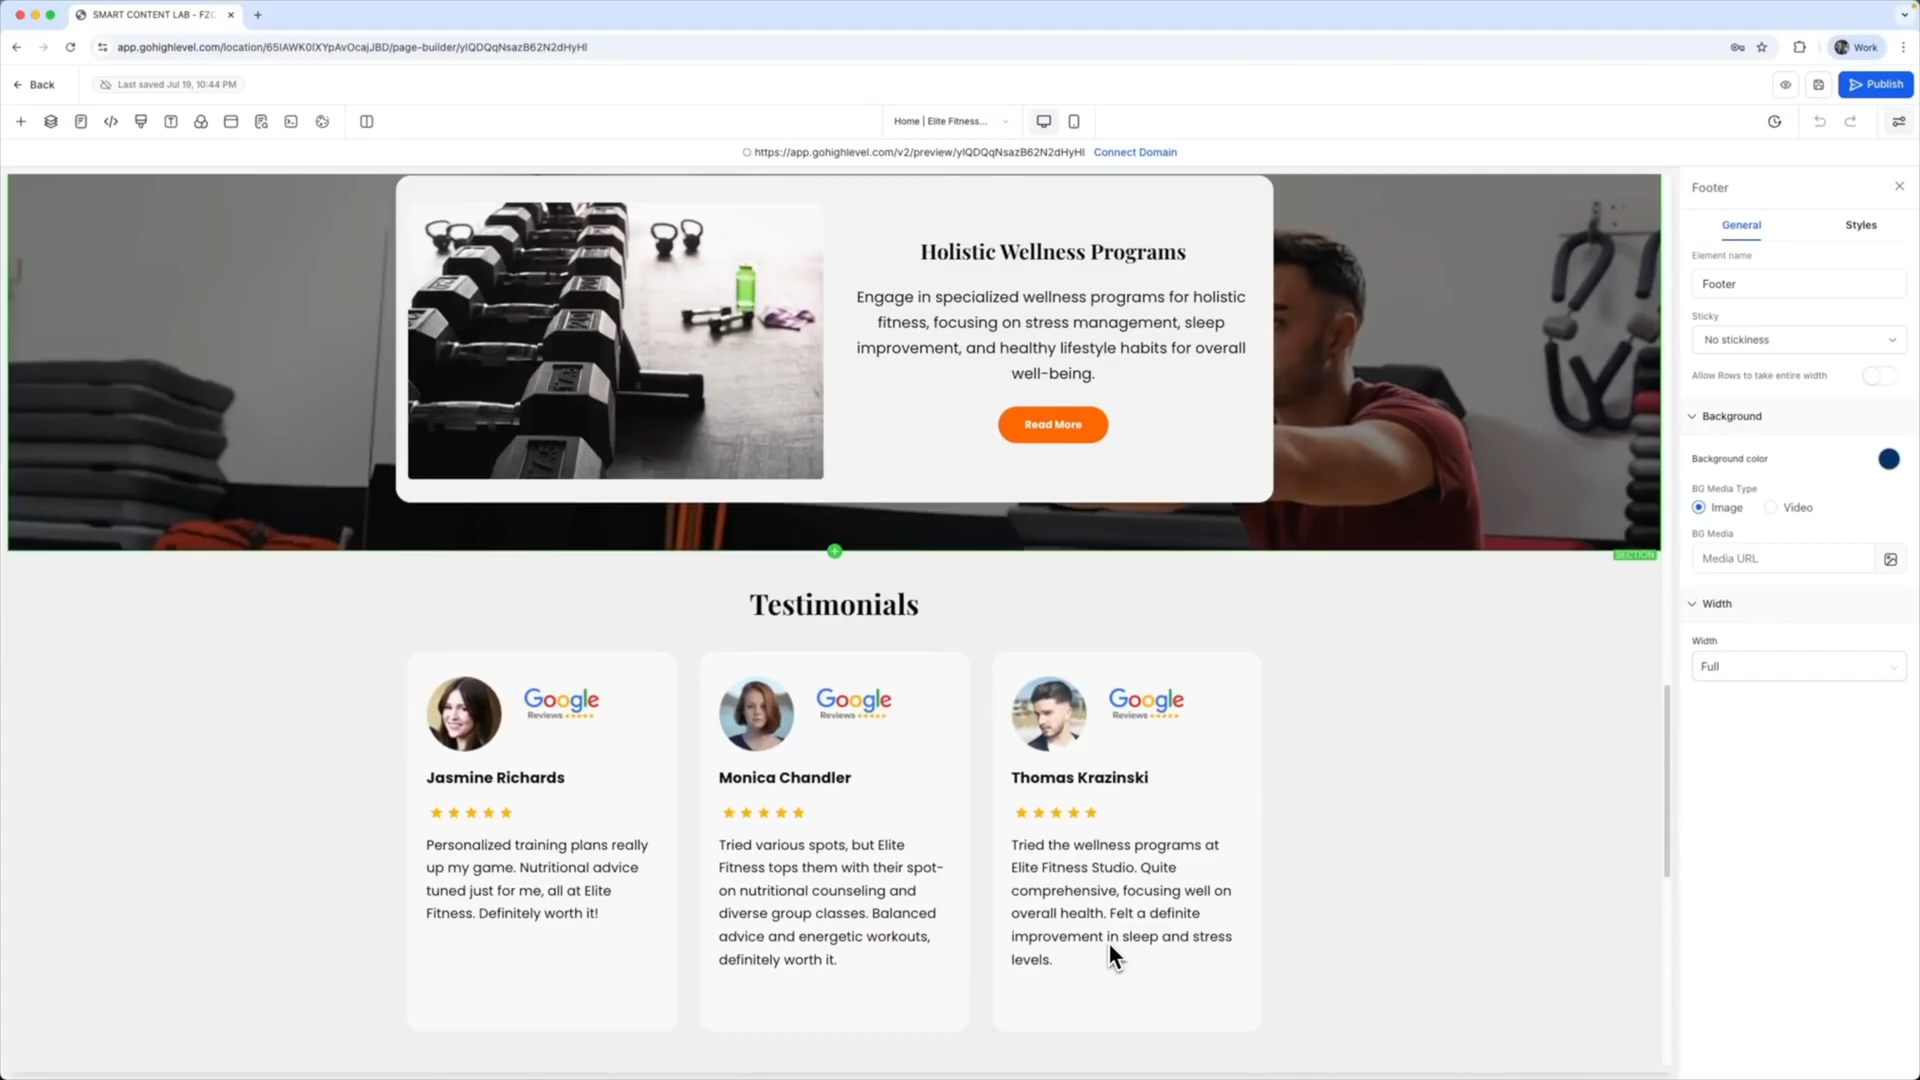 SMART CONTENT LAB - FZC
app.gohighlevel.com/location/65IAWK0IXYpAvOcajJBD/page-builder/yIQDQqNsazB62N2dHyHl
Work
Back
Last saved Jul 19, 10:44 PM
Publish
Home | Elite Fitness...
https://app.gohighlevel.com/v2/preview/yIQDQqNsazB62N2dHyHl Connect Domain
Footer
General
Styles
Element name
Footer
Sticky
No stickiness
Allow Rows to take entire width
Background
Background color
BG Media Type
Image
Video
BG Media
Media URL
Width
Width
Full
Holistic Wellness Programs
Engage in specialized wellness programs for holistic
fitness, focusing on stress management, sleep
improvement, and healthy lifestyle habits for overall
well-being.
Read More
SECTION
Testimonials
Google
Reviews
Jasmine Richards
Personalized training plans really
up my game. Nutritional advice
tuned just for me, all at Elite
Fitness. Definitely worth it!
Google
Reviews
Monica Chandler
Tried various spots, but Elite
Fitness tops them with their spot-
on nutritional counseling and
diverse group classes. Balanced
advice and energetic workouts,
definitely worth it.
Google
Reviews
Thomas Krazinski
Tried the wellness programs at
Elite Fitness Studio. Quite
comprehensive, focusing well on
overall health. Felt a definite
improvement in sleep and stress
levels.